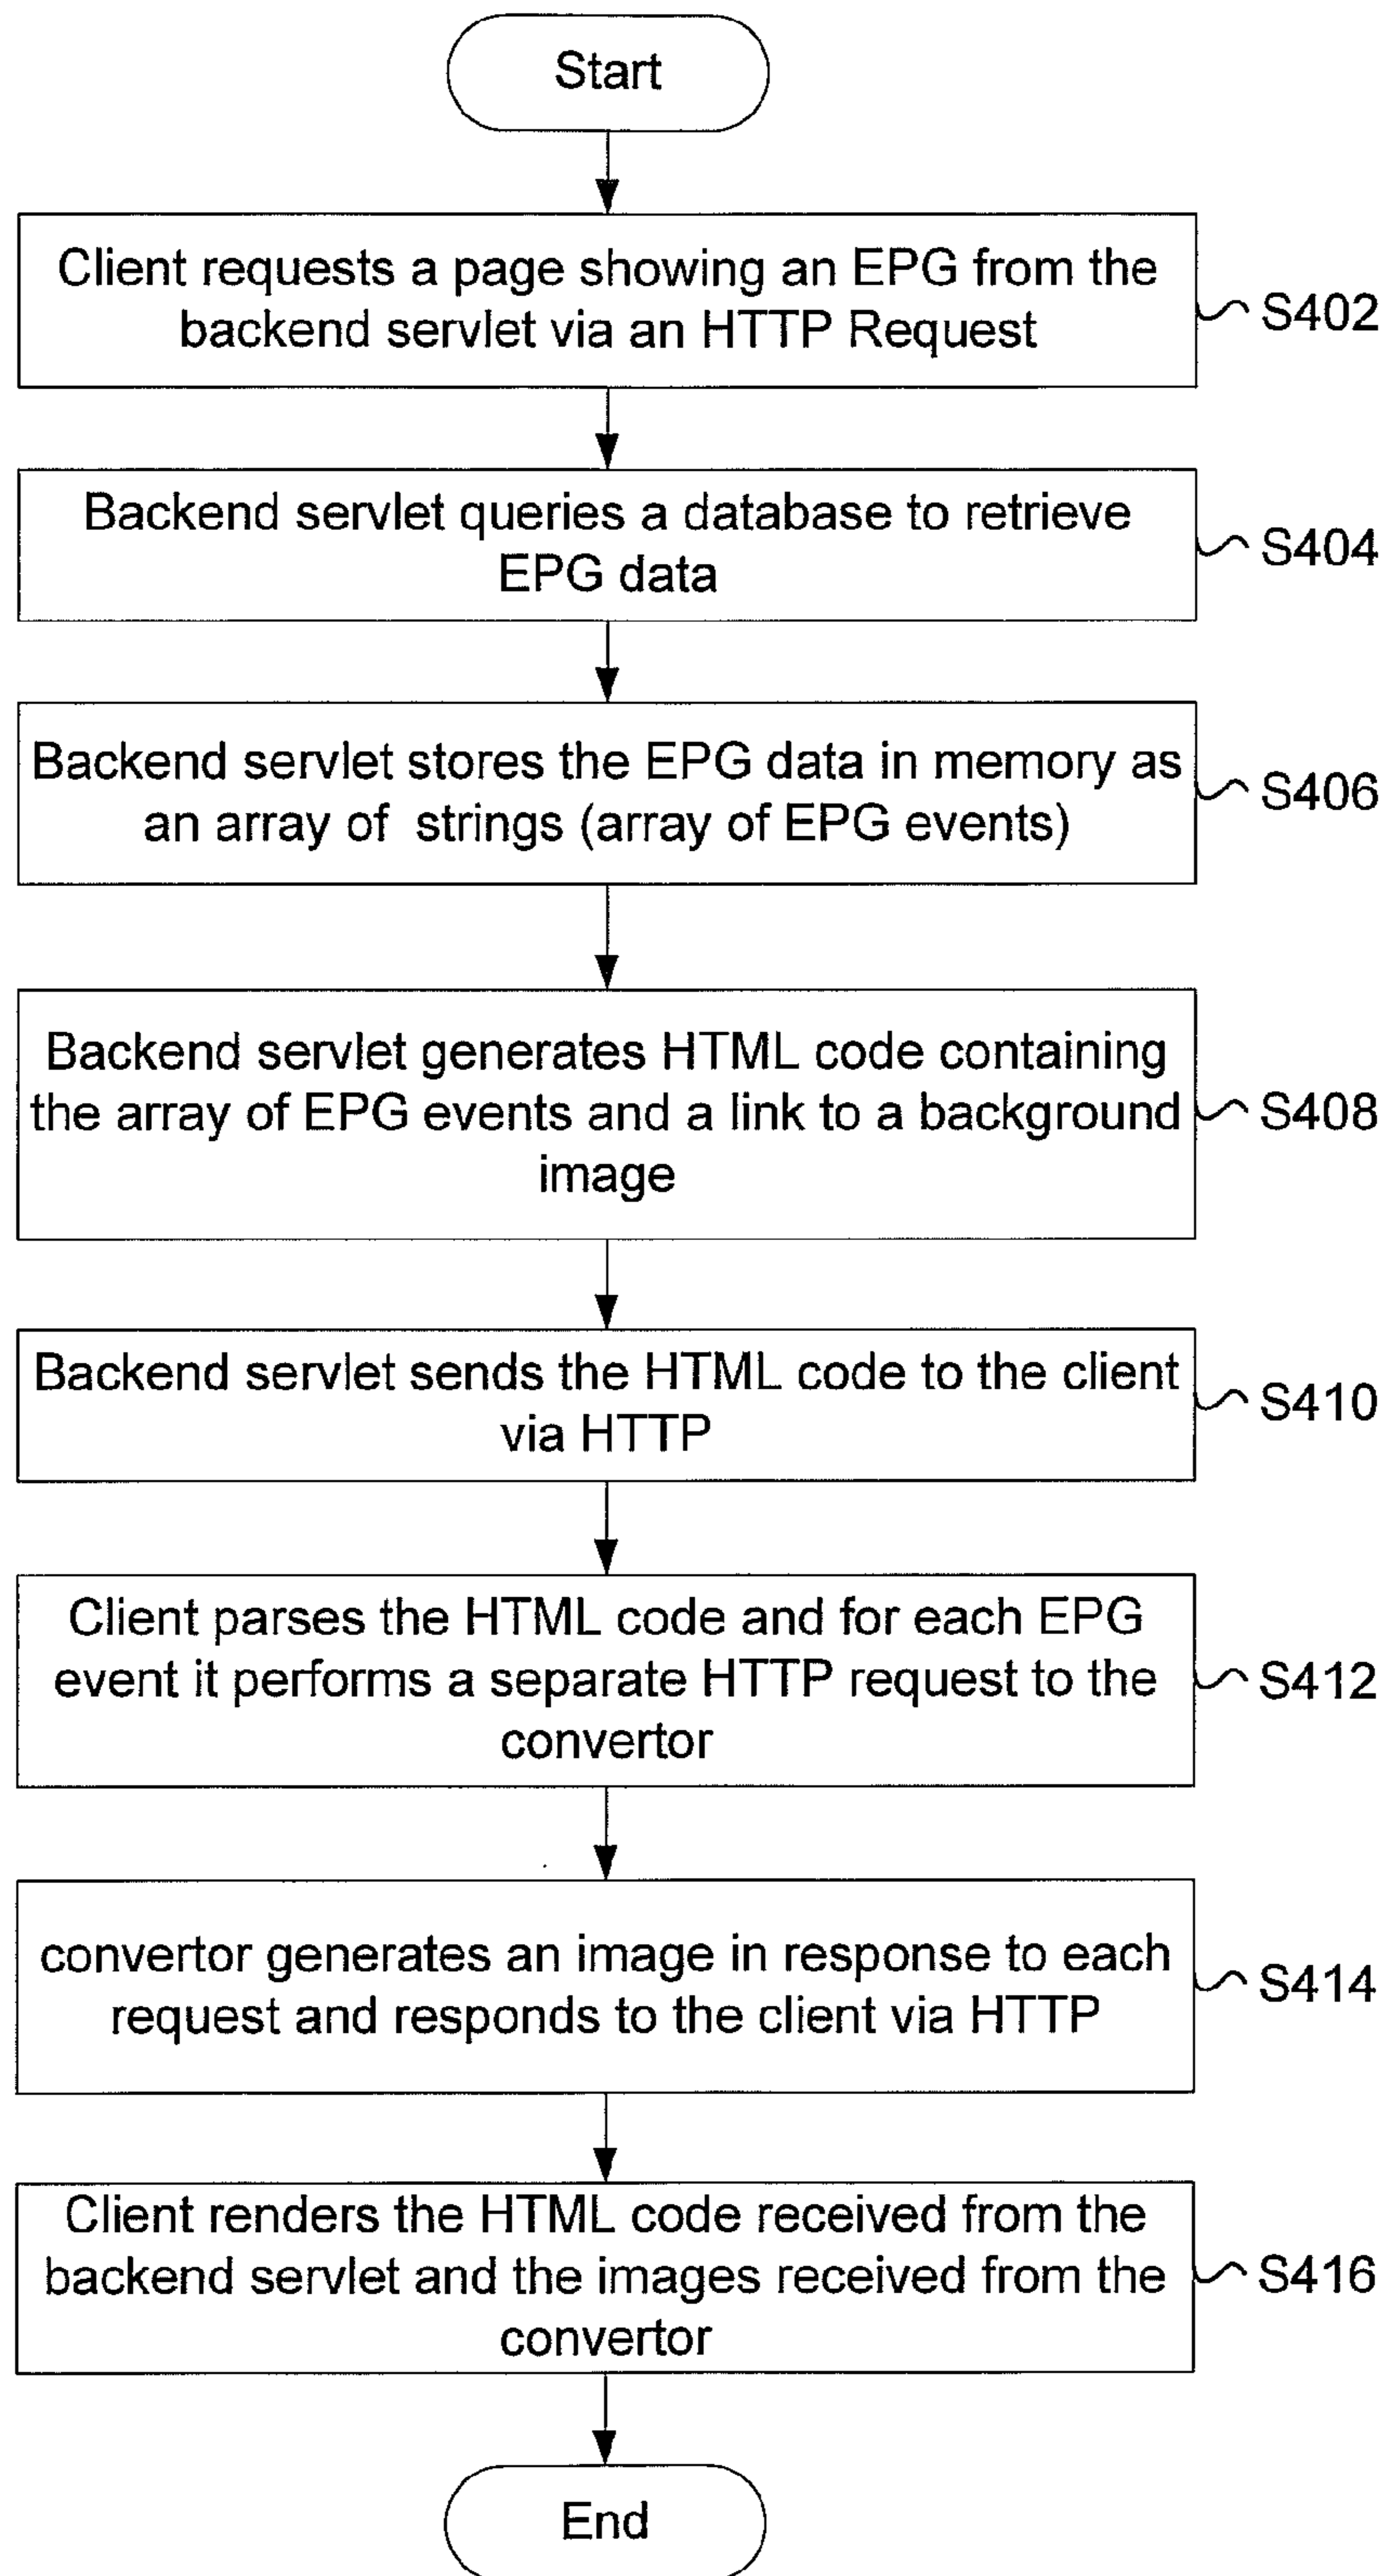 Start
Client requests a page showing an EPG from the
backend servlet via an HTTP Request
S402
Backend servlet queries a database to retrieve
EPG data
S404
Backend servlet stores the EPG data in memory as
an array of strings (array of EPG events)
S406
Backend servlet generates HTML code containing
the array of EPG events and a link to a background
image
S408
Backend servlet sends the HTML code to the client
via HTTP
S410
Client parses the HTML code and for each EPG
event it performs a separate HTTP request to the
convertor
S412
convertor generates an image in response to each
request and responds to the client via HTTP
S414
Client renders the HTML code received from the
backend servlet and the images received from the
convertor
S416
End